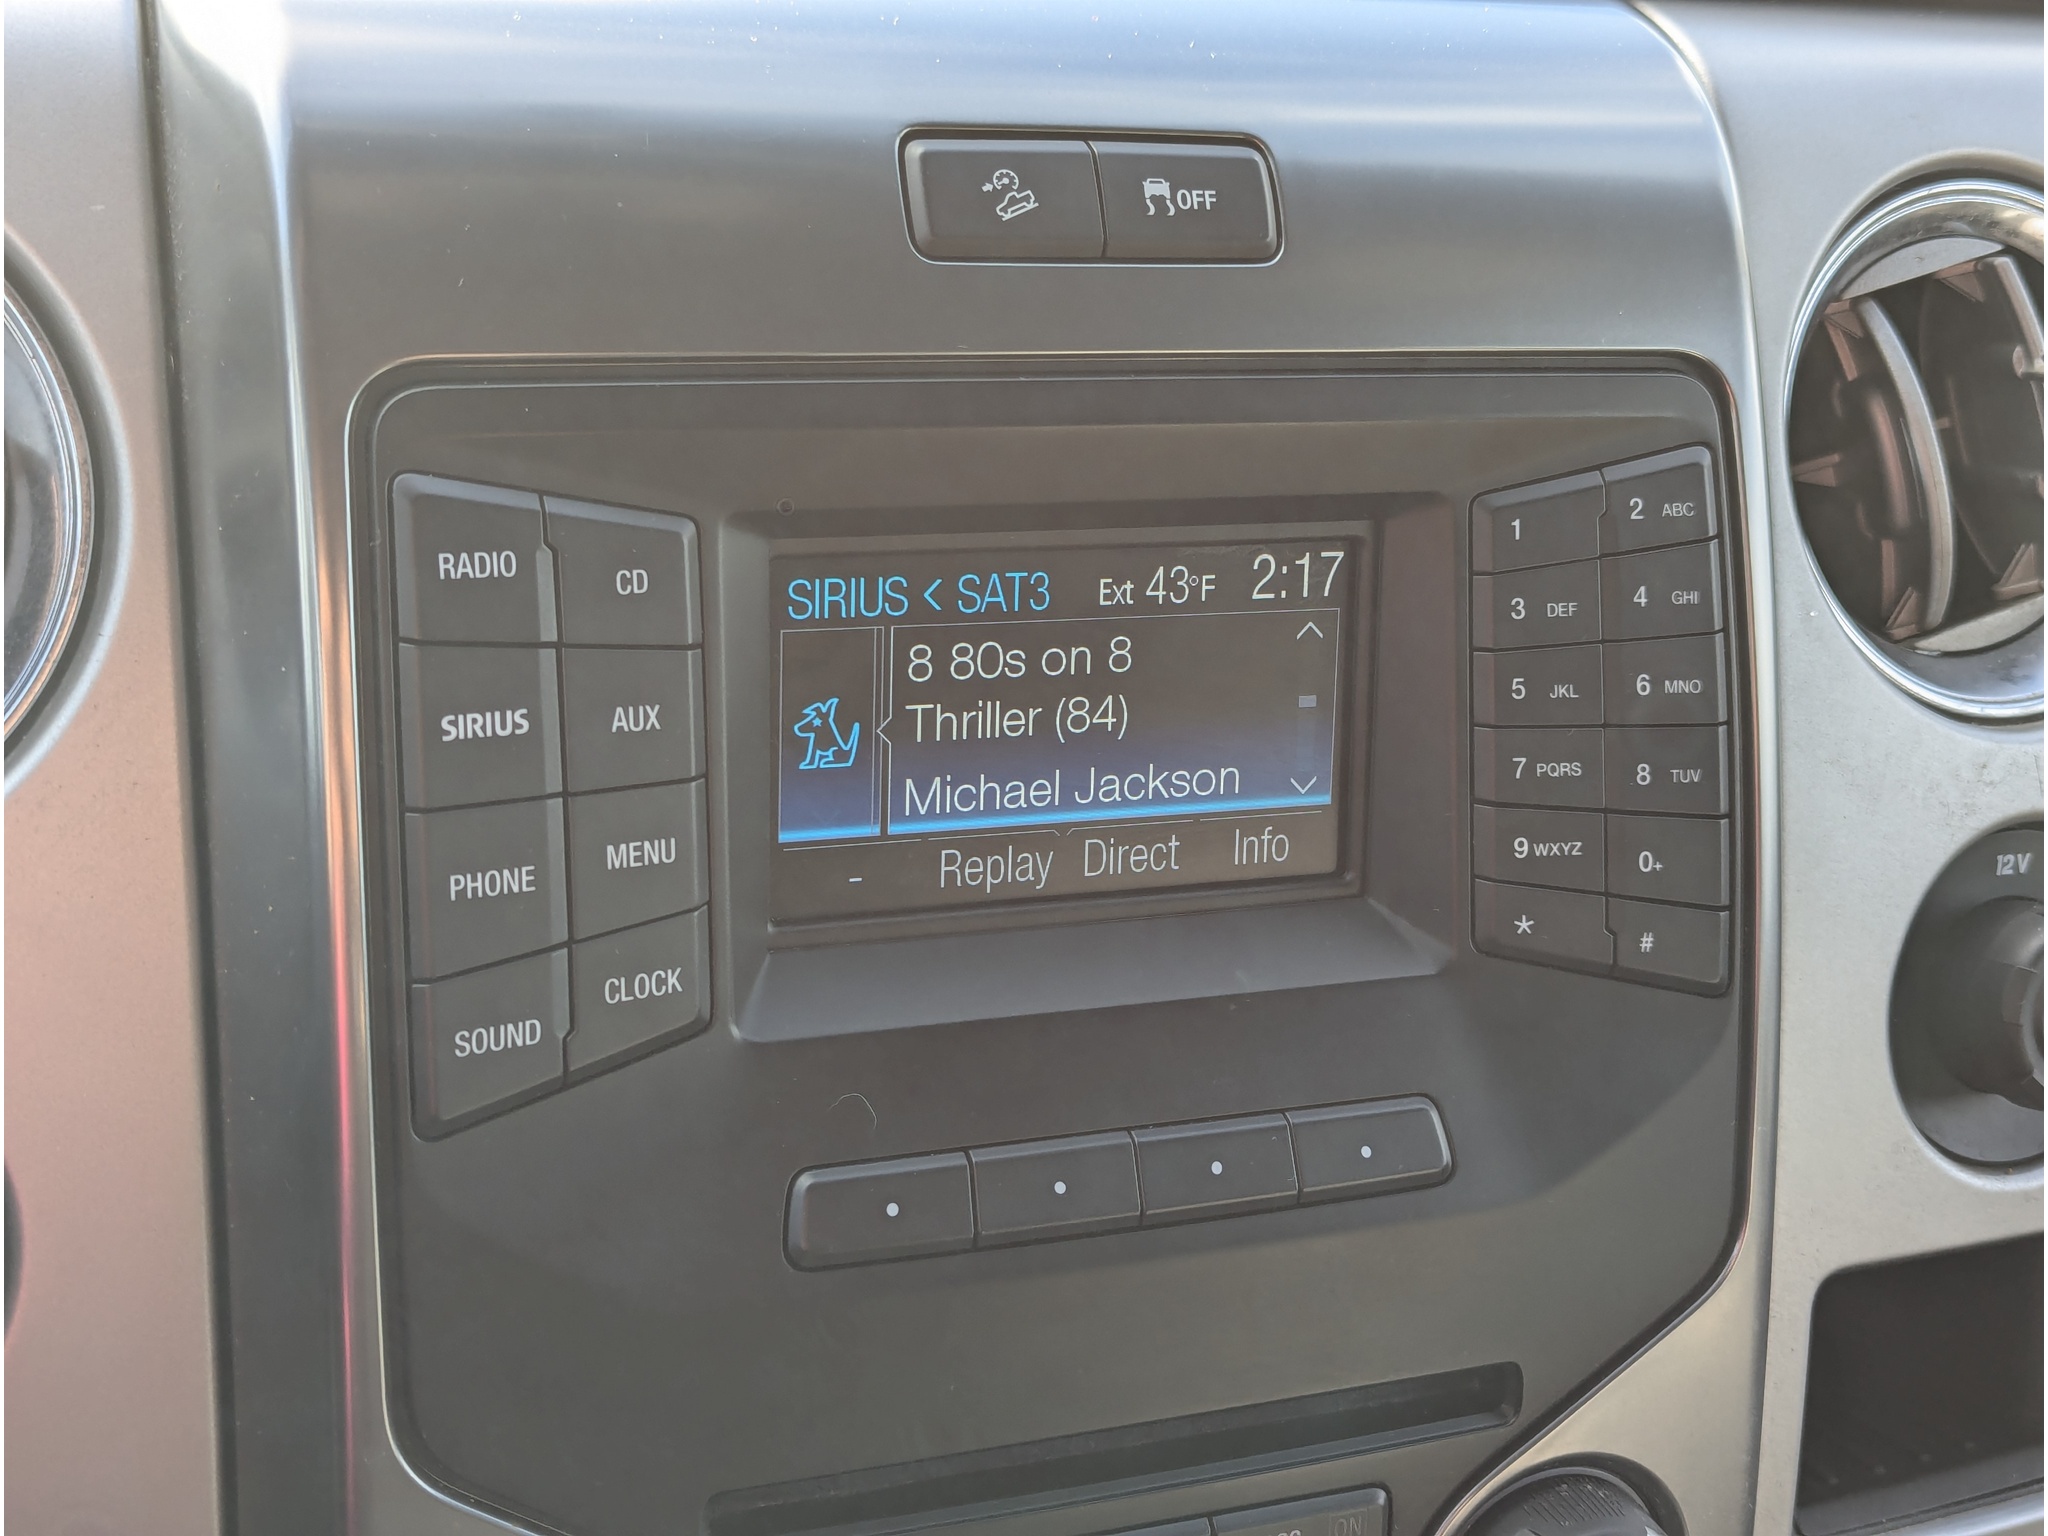 OFF
RADIO
CD
SIRIUS
AUX
PHONE
MENU
SOUND
CLOCK
SIRIUS < SAT3 Ext 43°F 2:17
8 80s on 8
Thriller (84)
Michael Jackson
- Replay Direct Info
1
2 ABC
3 DEF
4 GHI
5 JKL
6 MNO
7 PQRS
8 TUV
9 WXYZ
0+
*
#
12V
ON